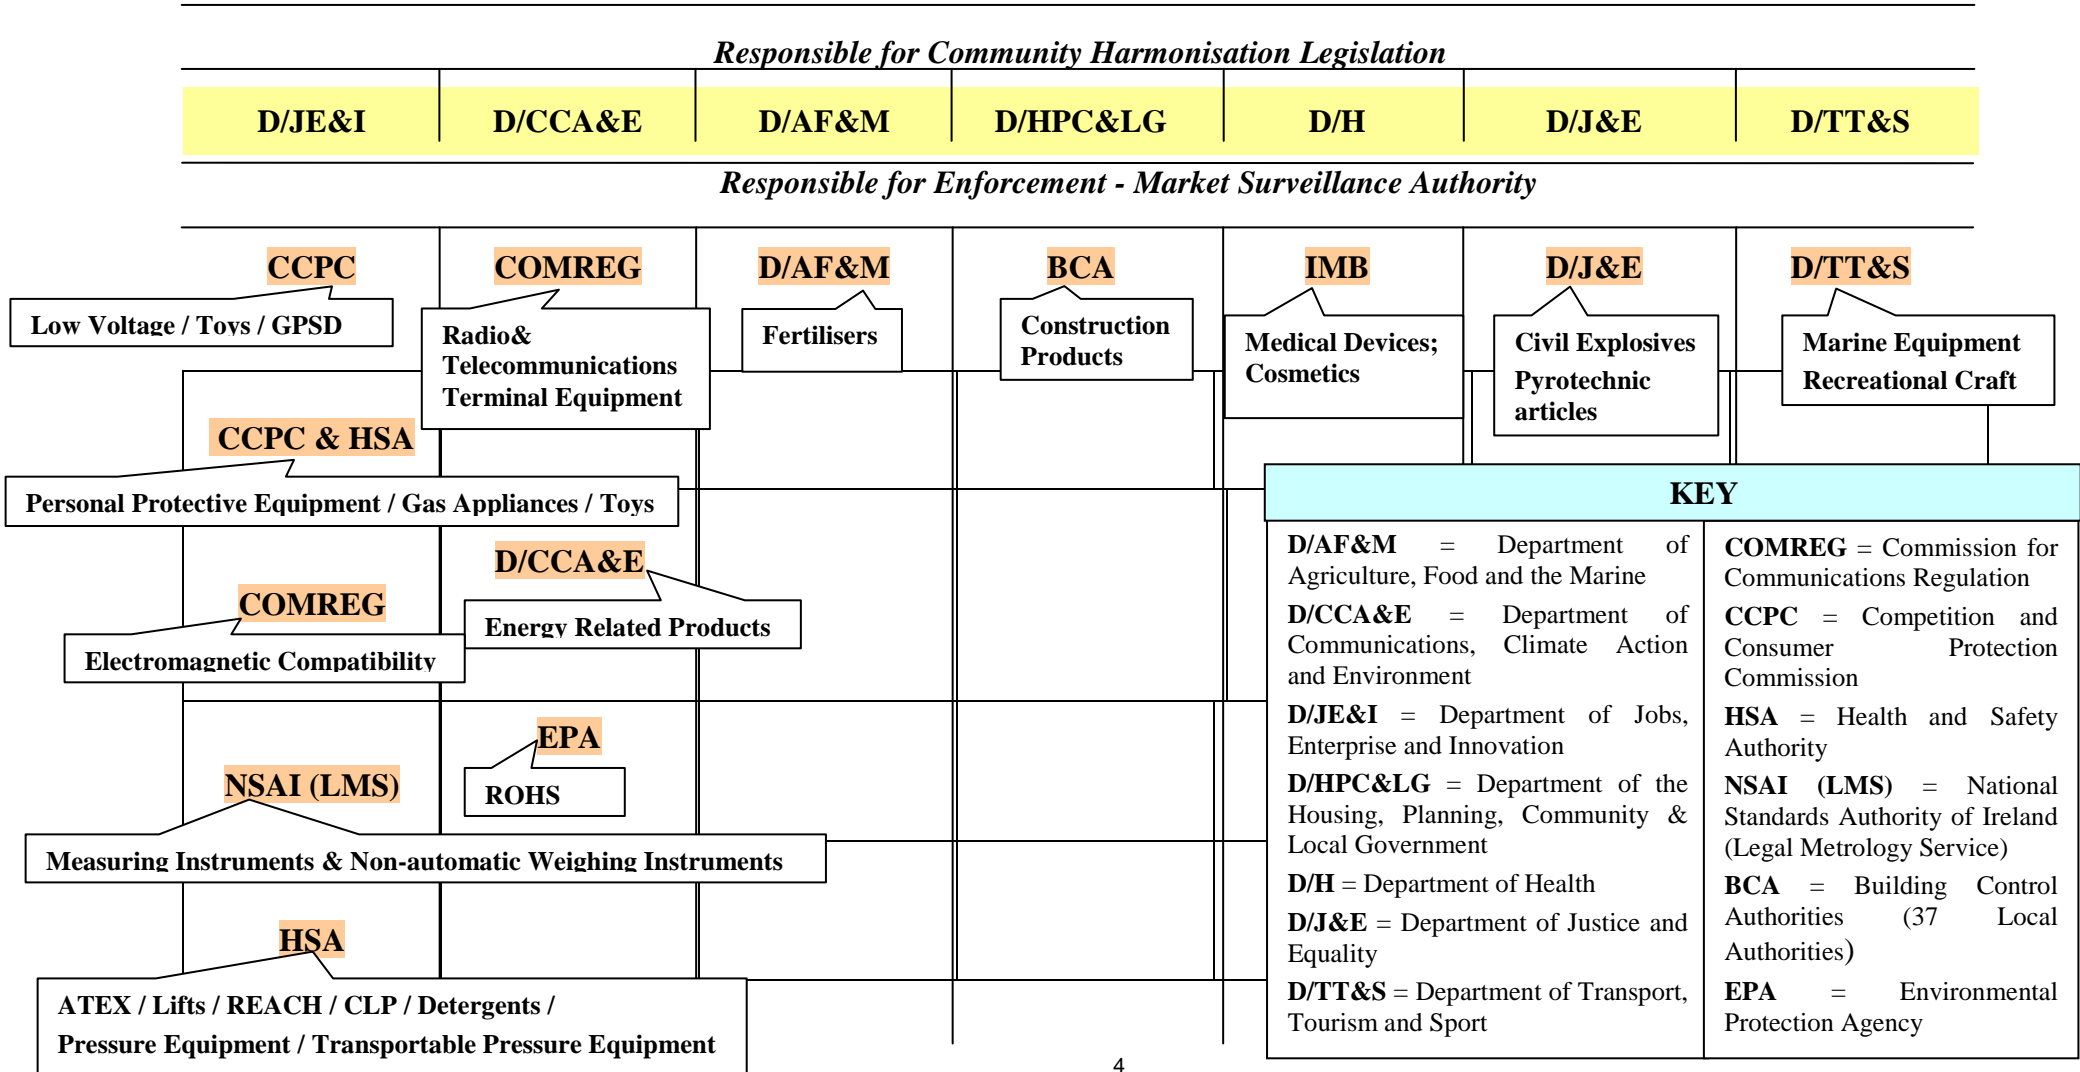 Responsible for Community Harmonisation Legislation
D/JE&I D/CCA&E D/AF&M D/HPC&LG D/H D/J&E D/TT&S
Responsible for Enforcement - Market Surveillance Authority
CCPC COMREG D/AF&M BCA IMB D/J&E D/TT&S
Low Voltage / Toys / GPSD
Radio&
Telecommunications
Terminal Equipment
Fertilisers
Construction
Products
Medical Devices;
Cosmetics
Civil Explosives
Pyrotechnic
articles
Marine Equipment
Recreational Craft
CCPC & HSA
Personal Protective Equipment / Gas Appliances / Toys
D/CCA&E
Energy Related Products
COMREG
Electromagnetic Compatibility
EPA
ROHS
NSAI (LMS)
Measuring Instruments & Non-automatic Weighing Instruments
HSA
ATEX / Lifts / REACH / CLP / Detergents /
Pressure Equipment / Transportable Pressure Equipment
KEY
D/AF&M = Department of
Agriculture, Food and the Marine
D/CCA&E = Department of
Communications, Climate Action
and Environment
D/JE&I = Department of Jobs,
Enterprise and Innovation
D/HPC&LG = Department of the
Housing, Planning, Community &
Local Government
D/H = Department of Health
D/J&E = Department of Justice and
Equality
D/TT&S = Department of Transport,
Tourism and Sport
COMREG = Commission for
Communications Regulation
CCPC = Competition and
Consumer Protection
Commission
HSA = Health and Safety
Authority
NSAI (LMS) = National
Standards Authority of Ireland
(Legal Metrology Service)
BCA = Building Control
Authorities (37 Local
Authorities)
EPA = Environmental
Protection Agency
4